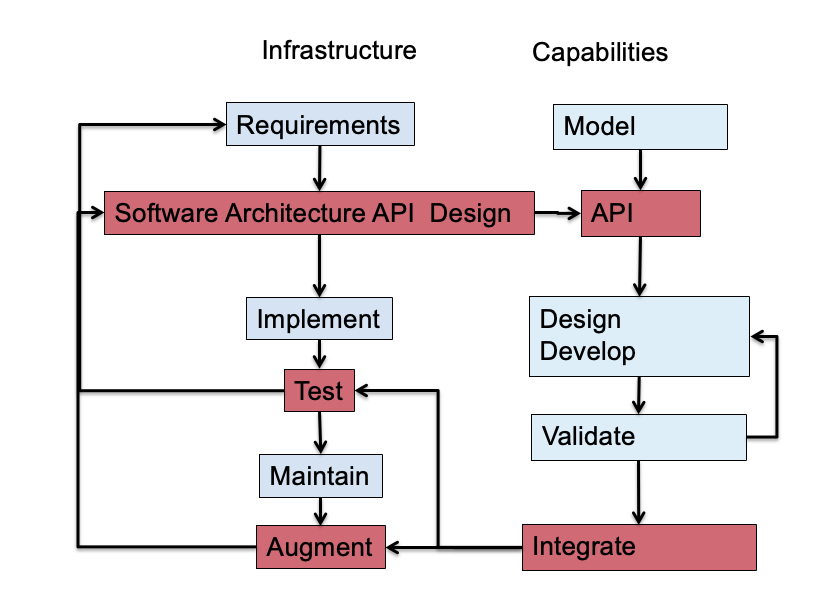 Infrastructure
Capabilities
Requirements
Model
Software Architecture API  Design
API
Implement
Design
Develop
Test
Validate
Maintain
Augment
Integrate